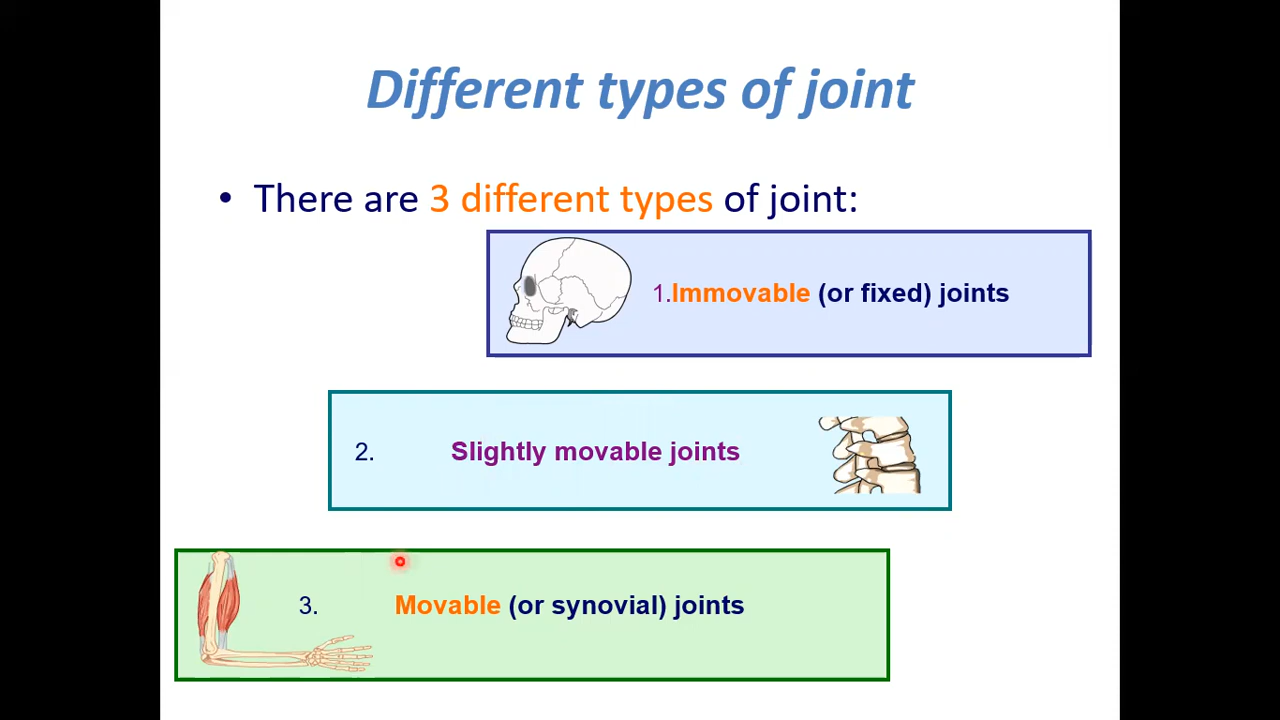 Different types of joint
• There are 3 different types of joint:
1.Immovable (or fixed) joints
2. Slightly movable joints
3. Movable (or synovial) joints